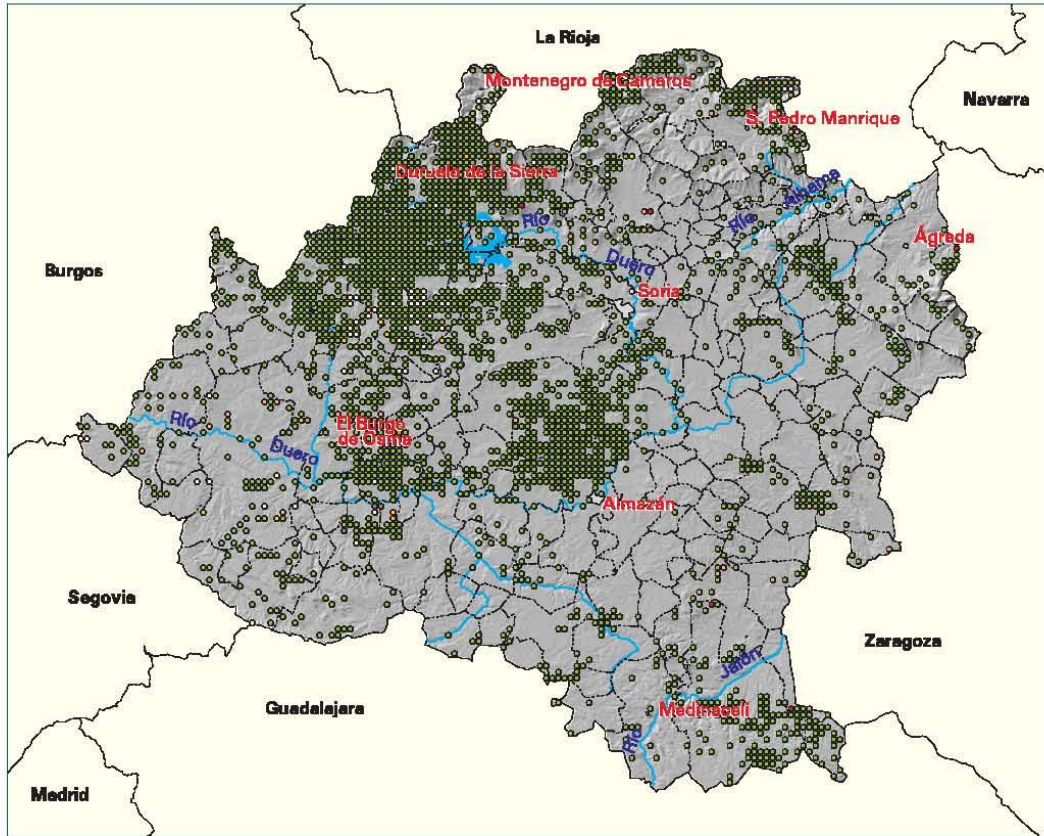 La Rioja
Montenegro de Cameros
Navarra
S. Pedro Manrique
Duruelo de la Sierra
Río Alhama
Río Duero
Ágreda
Burgos
Soria
Río Duero
El Burgo
de Osma
Almazán
Segovia
Zaragoza
Río Jalón
Guadalajara
Medinaceli
Madrid